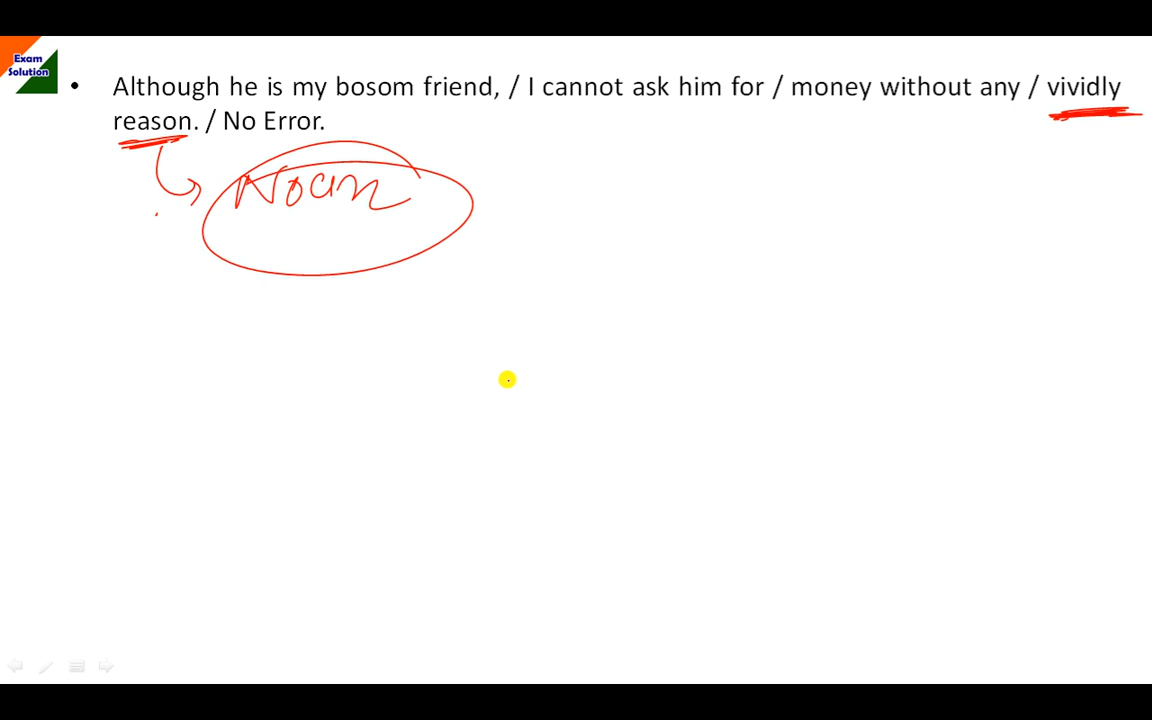 Exam
Solution
• Although he is my bosom friend, / I cannot ask him for / money without any / vividly
reason. / No Error.
Noun